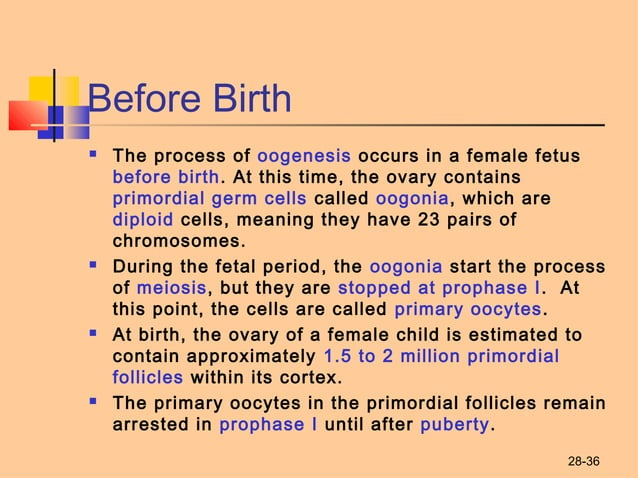 Before Birth
The process of oogenesis occurs in a female fetus
before birth. At this time, the ovary contains
primordial germ cells called oogonia, which are
diploid cells, meaning they have 23 pairs of
chromosomes.
During the fetal period, the oogonia start the process
of meiosis, but they are stopped at prophase I. At
this point, the cells are called primary oocytes.
At birth, the ovary of a female child is estimated to
contain approximately 1.5 to 2 million primordial
follicles within its cortex.
The primary oocytes in the primordial follicles remain
arrested in prophase I until after puberty.
28-36